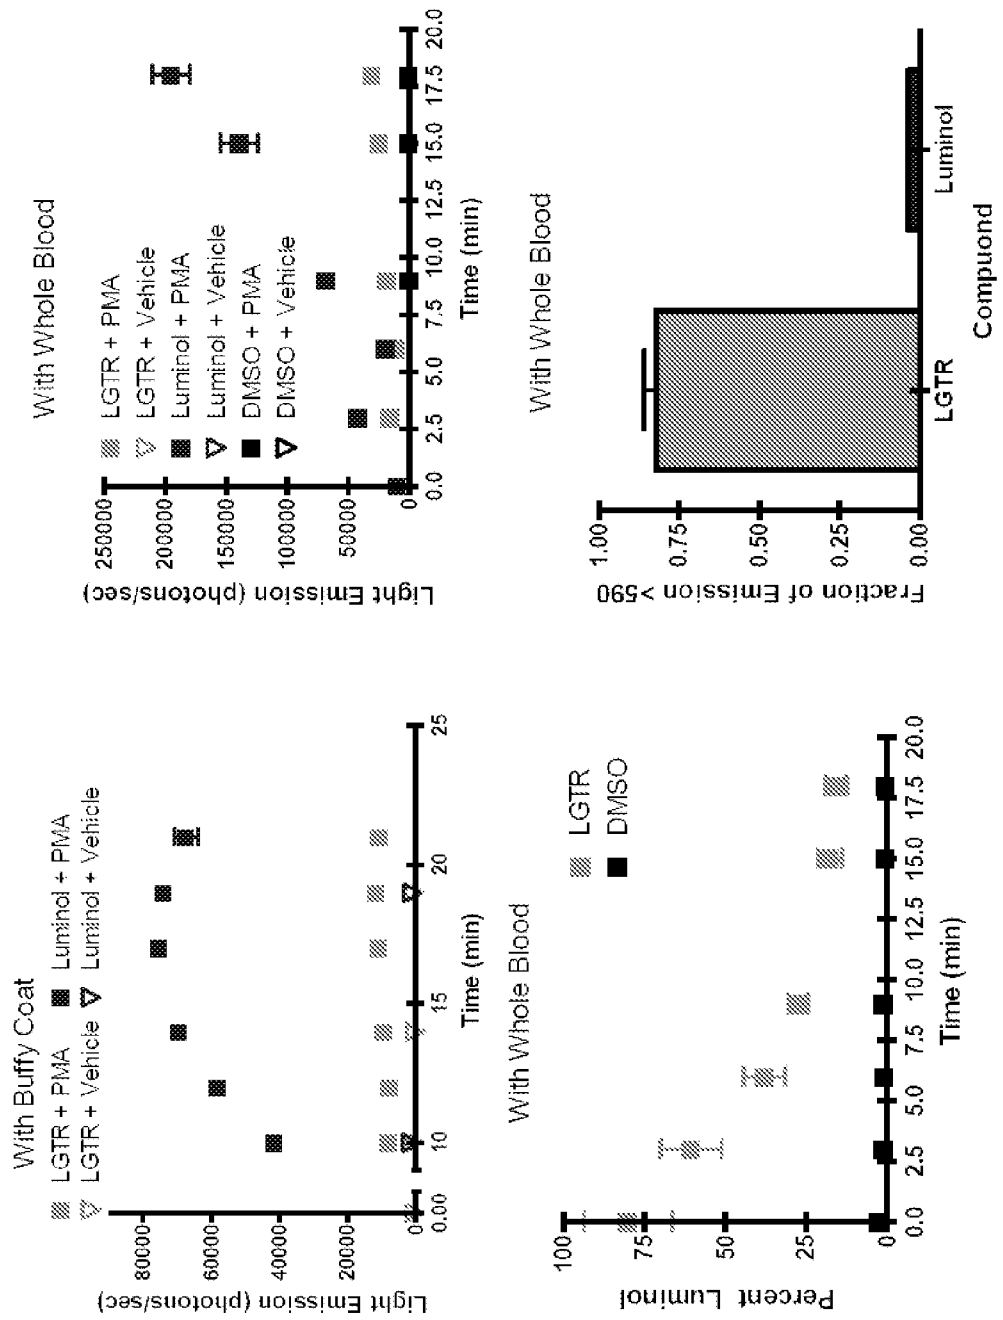 With Buffy Coat
LGTR + PMA
Luminol + PMA
LGTR + Vehicle
Luminol + Vehicle
Light Emission (photons/sec)
80000
60000
40000
20000
0
0.00
10
15
20
25
Time (min)
With Whole Blood
LGTR + PMA
LGTR + Vehicle
Luminol + PMA
Luminol + Vehicle
DMSO + PMA
DMSO + Vehicle
Light Emission (photons/sec)
250000
200000
150000
100000
50000
0
0.0
2.5
5.0
7.5
10.0
12.5
15.0
17.5
20.0
Time (min)
With Whole Blood
LGTR
DMSO
Percent Luminol
100
75
50
25
0
0.0
2.5
5.0
7.5
10.0
12.5
15.0
17.5
20.0
Time (min)
With Whole Blood
Fraction of Emission >590
1.00
0.75
0.50
0.25
0.00
LGTR
Luminol
Compuond